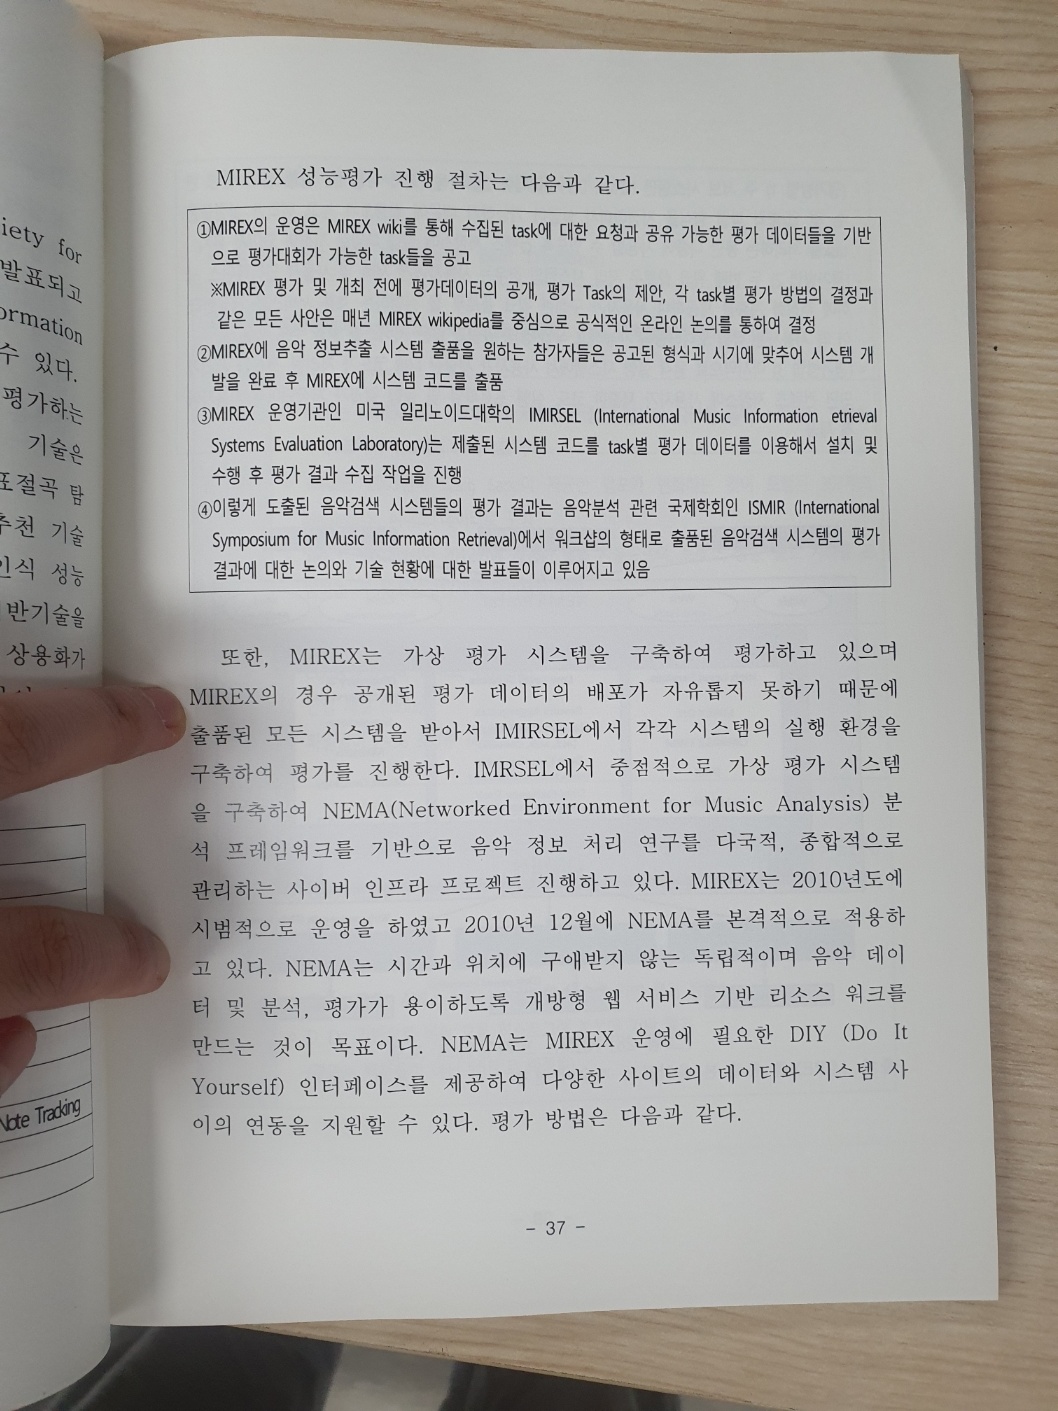 iety for
발표되고
ormation
수 있다.
평가하는
기술은
표절곡 탐
추천 기술
인식 성능
반기술을
상용화가
Note Tracking
MIREX 성능평가 진행 절차는 다음과 같다.
①MIREX의 운영은 MIREX wiki를 통해 수집된 task에 대한 요청과 공유 가능한 평가 데이터들을 기반
으로 평가대회가 가능한 task들을 공고
※MIREX 평가 및 개최 전에 평가데이터의 공개, 평가 Task의 제안, 각 task별 평가 방법의 결정과
같은 모든 사안은 매년 MIREX wikipedia를 중심으로 공식적인 온라인 논의를 통하여 결정
②MIREX에 음악 정보추출 시스템 출품을 원하는 참가자들은 공고된 형식과 시기에 맞추어 시스템 개
발을 완료 후 MIREX에 시스템 코드를 출품
③MIREX 운영기관인 미국 일리노이드대학의 IMIRSEL (International Music Information etrieval
Systems Evaluation Laboratory)는 제출된 시스템 코드를 task별 평가 데이터를 이용해서 설치 및
수행 후 평가 결과 수집 작업을 진행
④이렇게 도출된 음악검색 시스템들의 평가 결과는 음악분석 관련 국제학회인 ISMIR (International
Symposium for Music Information Retrieval)에서 워크샵의 형태로 출품된 음악검색 시스템의 평가
결과에 대한 논의와 기술 현황에 대한 발표들이 이루어지고 있음
또한, MIREX는 가상 평가 시스템을 구축하여 평가하고 있으며
MIREX의 경우 공개된 평가 데이터의 배포가 자유롭지 못하기 때문에
출품된 모든 시스템을 받아서 IMIRSEL에서 각각 시스템의 실행 환경을
구축하여 평가를 진행한다. IMRSEL에서 중점적으로 가상 평가 시스템
을 구축하여 NEMA(Networked Environment for Music Analysis) 분
석 프레임워크를 기반으로 음악 정보 처리 연구를 다국적, 종합적으로
관리하는 사이버 인프라 프로젝트 진행하고 있다. MIREX는 2010년도에
시범적으로 운영을 하였고 2010년 12월에 NEMA를 본격적으로 적용하
고 있다. NEMA는 시간과 위치에 구애받지 않는 독립적이며 음악 데이
터 및 분석, 평가가 용이하도록 개방형 웹 서비스 기반 리소스 워크를
만드는 것이 목표이다. NEMA는 MIREX 운영에 필요한 DIY (Do It
Yourself) 인터페이스를 제공하여 다양한 사이트의 데이터와 시스템 사
이의 연동을 지원할 수 있다. 평가 방법은 다음과 같다.
- 37 -